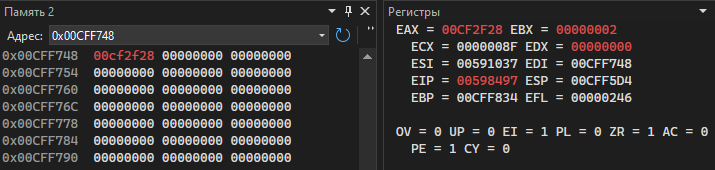 Память 2
Адрес: 0x00CFF748
0x00CFF748 00cf2f28 00000000 00000000
0x00CFF754 00000000 00000000 00000000
0x00CFF760 00000000 00000000 00000000
0x00CFF76C 00000000 00000000 00000000
0x00CFF778 00000000 00000000 00000000
0x00CFF784 00000000 00000000 00000000
0x00CFF790 00000000 00000000 00000000
Регистры
EAX = 00CF2F28 EBX = 00000002
ECX = 0000008F EDX = 00000000
ESI = 00591037 EDI = 00CFF748
EIP = 00598497 ESP = 00CFF5D4
EBP = 00CFF834 EFL = 00000246
OV = 0 UP = 0 EI = 1 PL = 0 ZR = 1 AC = 0
PE = 1 CY = 0